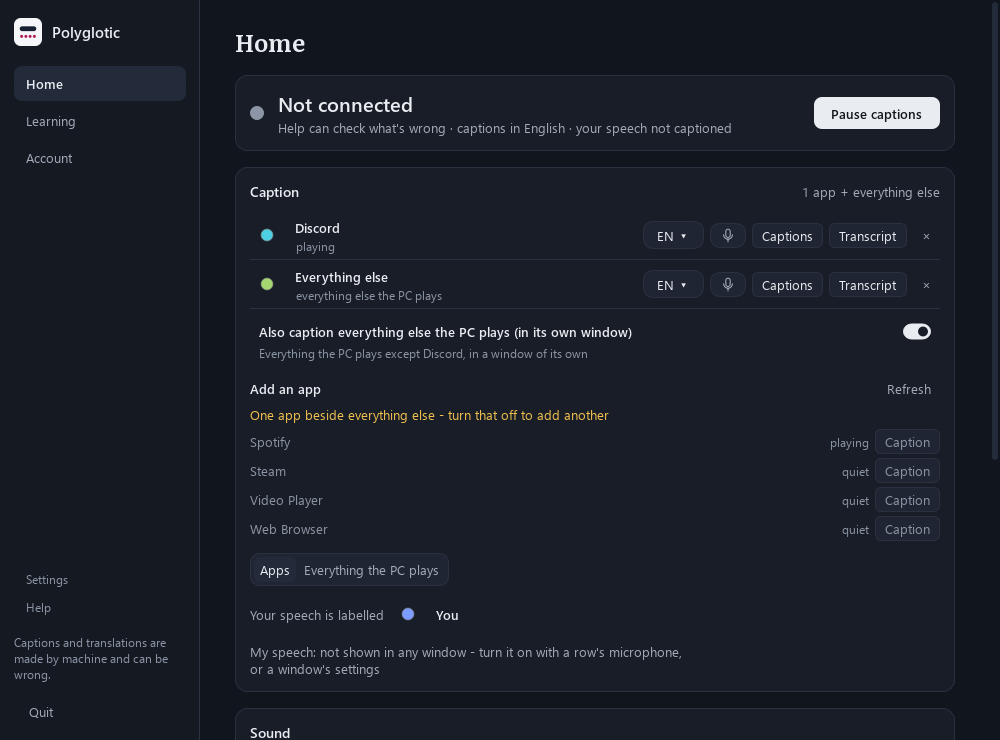 Polyglotic
Home
Learning
Account
Settings
Help
Captions and translations are
made by machine and can be
wrong.
Quit
Home
Not connected
Help can check what's wrong · captions in English · your speech not captioned
Pause captions
Caption
1 app + everything else
Discord
playing
EN ▾
Captions
Transcript
×
Everything else
everything else the PC plays
EN ▾
Captions
Transcript
×
Also caption everything else the PC plays (in its own window)
Everything the PC plays except Discord, in a window of its own
Add an app
Refresh
One app beside everything else - turn that off to add another
Spotify
playing
Caption
Steam
quiet
Caption
Video Player
quiet
Caption
Web Browser
quiet
Caption
Apps
Everything the PC plays
Your speech is labelled
You
My speech: not shown in any window - turn it on with a row's microphone,
or a window's settings
Sound